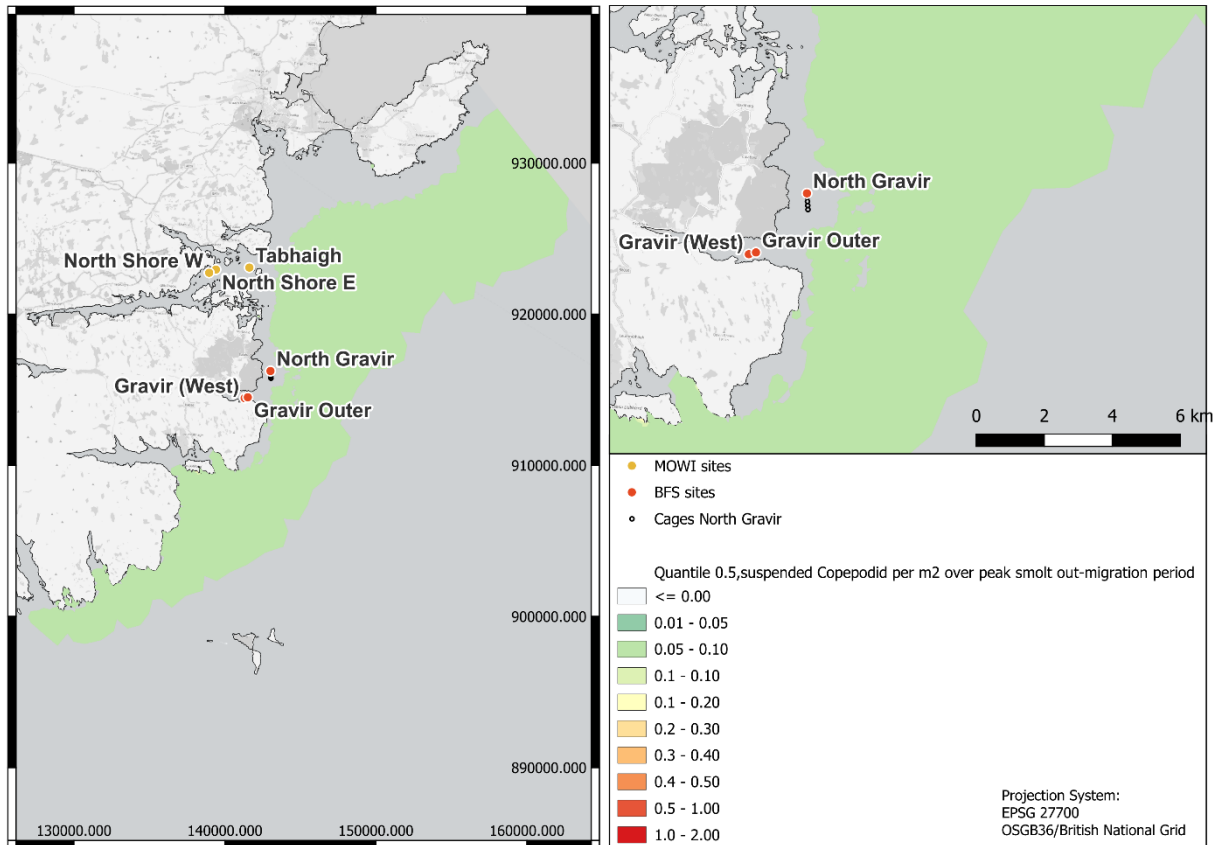 930000.000
North Shore W
Tabhaigh
North Shore E
920000.000
North Gravir
Gravir (West)
Gravir Outer
910000.000
900000.000
890000.000
130000.000
140000.000
150000.000
160000.000
North Gravir
Gravir (West)
Gravir Outer
0 2 4 6 km
MOWI sites
BFS sites
Cages North Gravir
Quantile 0.5,suspended Copepodid per m2 over peak smolt out-migration period
<= 0.00
0.01 - 0.05
0.05 - 0.10
0.1 - 0.10
0.1 - 0.20
0.2 - 0.30
0.3 - 0.40
0.4 - 0.50
0.5 - 1.00
1.0 - 2.00
Projection System:
EPSG 27700
OSGB36/British National Grid